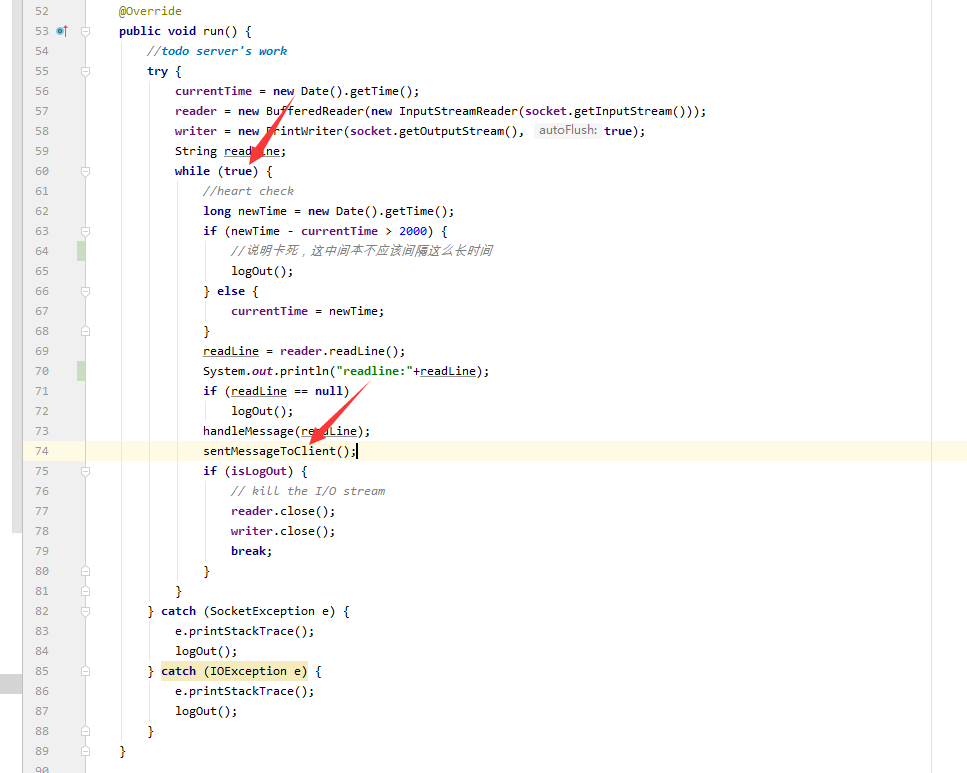 52 @Override
53 public void run() {
54 //todo server's work
55 try {
56 currentTime = new Date().getTime();
57 reader = new BufferedReader(new InputStreamReader(socket.getInputStream()));
58 writer = new PrintWriter(socket.getOutputStream(), autoFlush: true);
59 String readLine;
60 while (true) {
61 //heart check
62 long newTime = new Date().getTime();
63 if (newTime - currentTime > 2000) {
64 //说明卡死，这中间本不应该间隔这么长时间
65 logOut();
66 } else {
67 currentTime = newTime;
68 }
69 readLine = reader.readLine();
70 System.out.println("readline:"+readLine);
71 if (readLine == null)
72 logOut();
73 handleMessage(readLine);
74 sentMessageToClient();
75 if (isLogOut) {
76 // kill the I/O stream
77 reader.close();
78 writer.close();
79 break;
80 }
81 }
82 } catch (SocketException e) {
83 e.printStackTrace();
84 logOut();
85 } catch (IOException e) {
86 e.printStackTrace();
87 logOut();
88 }
89 }
90